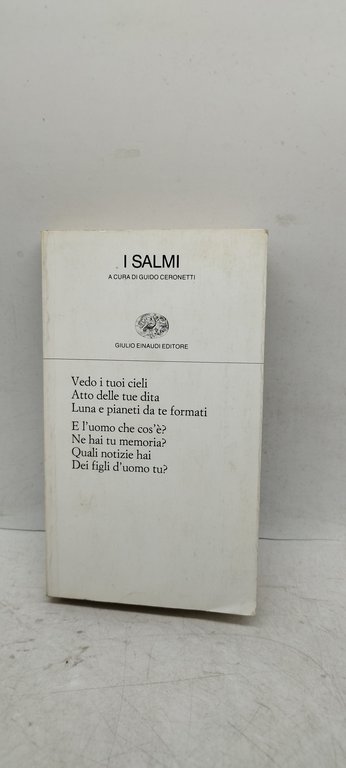 I SALMI
A CURA DI GUIDO CERONETTI
GIULIO EINAUDI EDITORE
Vedo i tuoi cieli
Atto delle tue dita
Luna e pianeti da te formati
E l'uomo che cos'è?
Ne hai tu memoria?
Quali notizie hai
Dei figli d'uomo tu?